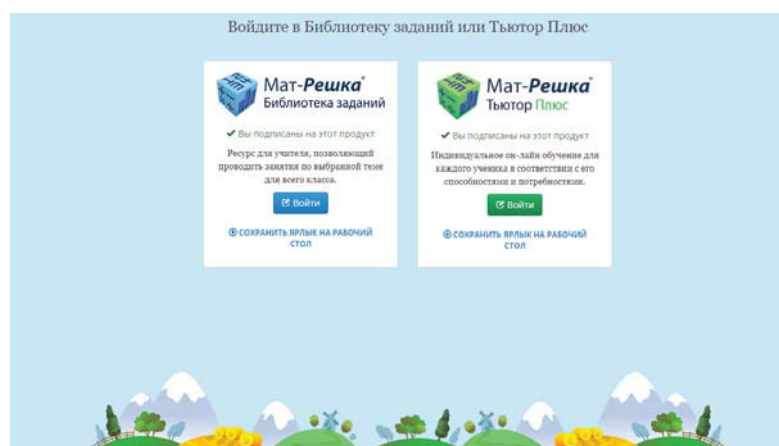 Войдите в Библиотеку заданий или Тьютор Плюс
Мат-Решка
Библиотека заданий
✔ Вы подписаны на этот продукт
Ресурс для учителя, позволяющий
проводить занятия по выбранной теме
для всего класса.
Войти
СОХРАНИТЬ ЯРЛЫК НА РАБОЧИЙ
СТОЛ
Мат-Решка
Тьютор Плюс
✔ Вы подписаны на этот продукт
Индивидуальное он-лайн обучение для
каждого ученика в соответствии с его
способностями и потребностями.
Войти
СОХРАНИТЬ ЯРЛЫК НА РАБОЧИЙ
СТОЛ